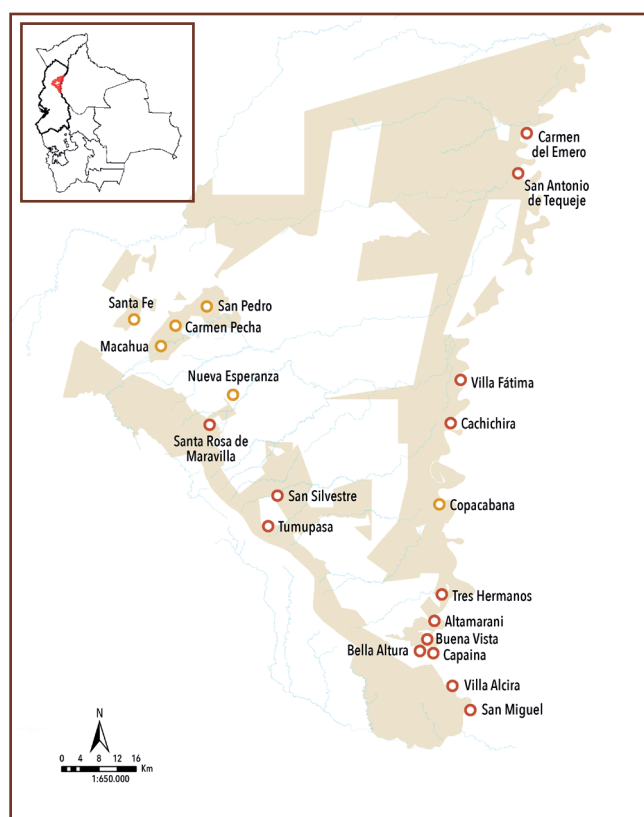 Carmen
del Emero
San Antonio
de Tequeje
Santa Fe
San Pedro
Carmen Pecha
Macahua
Nueva Esperanza
Villa Fátima
Santa Rosa de
Maravilla
Cachichira
San Silvestre
Copacabana
Tumupasa
Tres Hermanos
Altamarani
Buena Vista
Bella Altura
Capaina
Villa Alcira
San Miguel
N
0 4 8 12 16
Km
1:650.000